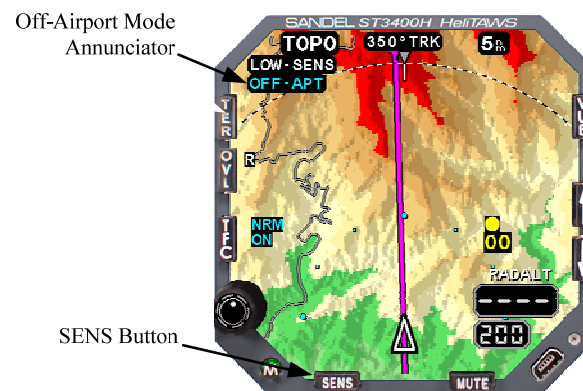 Off-Airport Mode
Annunciator
SANDEL ST3400H HeliTAWS
TOPO
350° TRK
5nm
LOW-SENS
OFF-APT
TER
OVL
R
TFC
NRM
ON
00
RADALT
----
200
SENS Button
M
SENS
MUTE